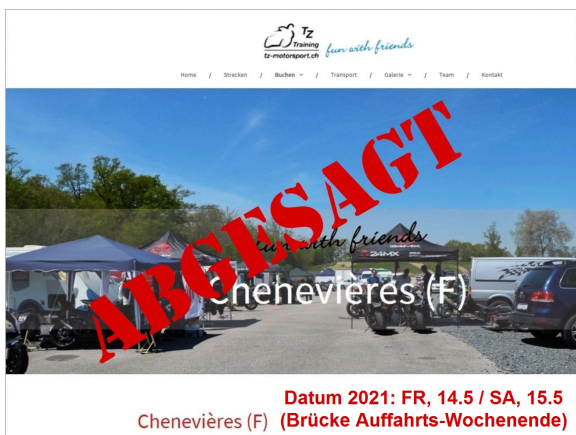 TZ
Training
tz-motorsport.ch
fun with friends
Home / Strecken / Buchen / Transport / Galerie / Team / Kontakt
ABGESAGT
fun with friends
24MX
Chenevières (F)
Datum 2021: FR, 14.5 / SA, 15.5
Chenevières (F) (Brücke Auffahrts-Wochenende)